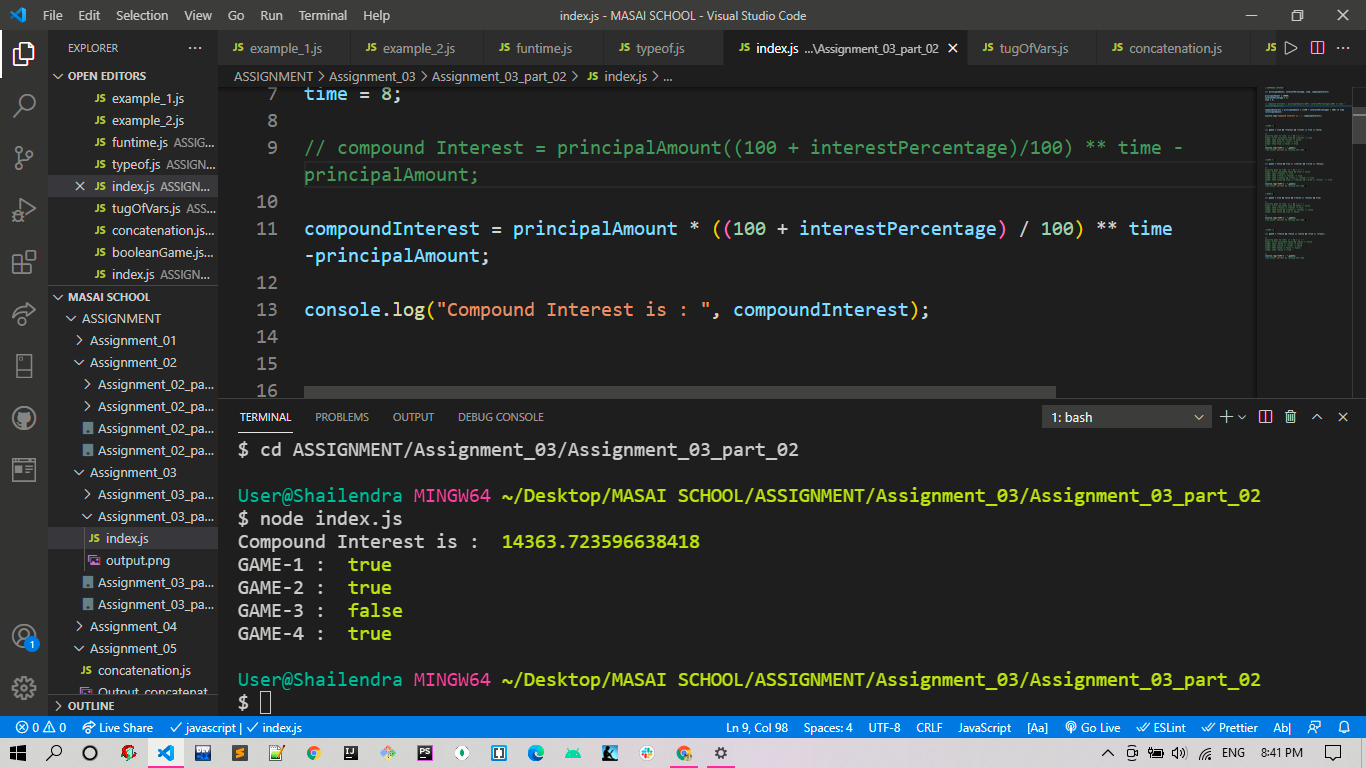 File Edit Selection View Go Run Terminal Help index.js - MASAI SCHOOL - Visual Studio Code
EXPLORER
example_1.js example_2.js funtime.js typeof.js index.js ...\Assignment_03_part_02 tugOfVars.js concatenation.js
ASSIGNMENT > Assignment_03 > Assignment_03_part_02 > JS index.js > ...
OPEN EDITORS
JS example_1.js
JS example_2.js
JS funtime.js ASSIG...
JS typeof.js ASSIGN...
JS index.js ASSIGN...
JS tugOfVars.js ASS...
JS concatenation.js...
JS booleanGame.js...
JS index.js ASSIGN...
MASAI SCHOOL
ASSIGNMENT
Assignment_01
Assignment_02
Assignment_02_pa...
Assignment_02_pa...
Assignment_02_pa...
Assignment_02_pa...
Assignment_03
Assignment_03_pa...
Assignment_03_pa...
JS index.js
output.png
Assignment_03_pa...
Assignment_03_pa...
Assignment_04
Assignment_05
JS concatenation.js
Output_concatenat
OUTLINE
7 time = 8;
8
9 // compound Interest = principalAmount((100 + interestPercentage)/100) ** time -
principalAmount;
10
11 compoundInterest = principalAmount * ((100 + interestPercentage) / 100) ** time
-principalAmount;
12
13 console.log("Compound Interest is : ", compoundInterest);
14
15
16
TERMINAL PROBLEMS OUTPUT DEBUG CONSOLE 1: bash
$ cd ASSIGNMENT/Assignment_03/Assignment_03_part_02
User@Shailendra MINGW64 ~/Desktop/MASAI SCHOOL/ASSIGNMENT/Assignment_03/Assignment_03_part_02
$ node index.js
Compound Interest is :  14363.723596638418
GAME-1 :  true
GAME-2 :  true
GAME-3 :  false
GAME-4 :  true
User@Shailendra MINGW64 ~/Desktop/MASAI SCHOOL/ASSIGNMENT/Assignment_03/Assignment_03_part_02
$
0 0 Live Share javascript | index.js Ln 9, Col 98 Spaces: 4 UTF-8 CRLF JavaScript [Aa] Go Live ESLint Prettier Ab|
ENG 8:41 PM